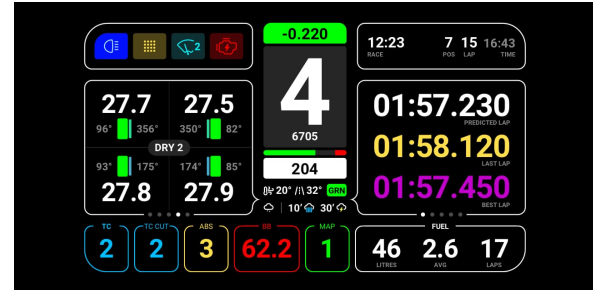 2
-0.220
12:23 7 15 16:43
RACE POS LAP TIME
27.7 27.5
96° 356° 350° 82°
DRY 2
93° 175° 174° 85°
27.8 27.9
4
6705
204
20° 32° GRN
10' 30'
01:57.230
PREDICTED LAP
01:58.120
LAST LAP
01:57.450
BEST LAP
TC TC CUT ABS BB MAP
2 2 3 62.2 1
FUEL
46 2.6 17
LITRES AVG LAPS